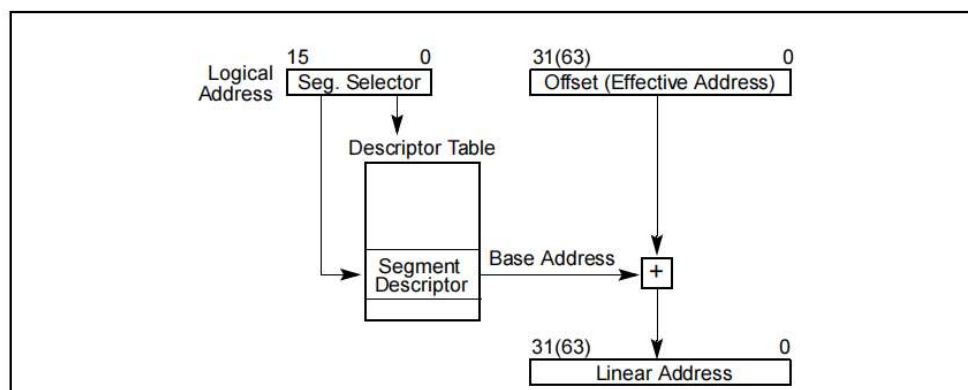 15 0
31(63) 0
Logical
Address
Seg. Selector
Offset (Effective Address)
Descriptor Table
Base Address
+
Segment
Descriptor
31(63) 0
Linear Address